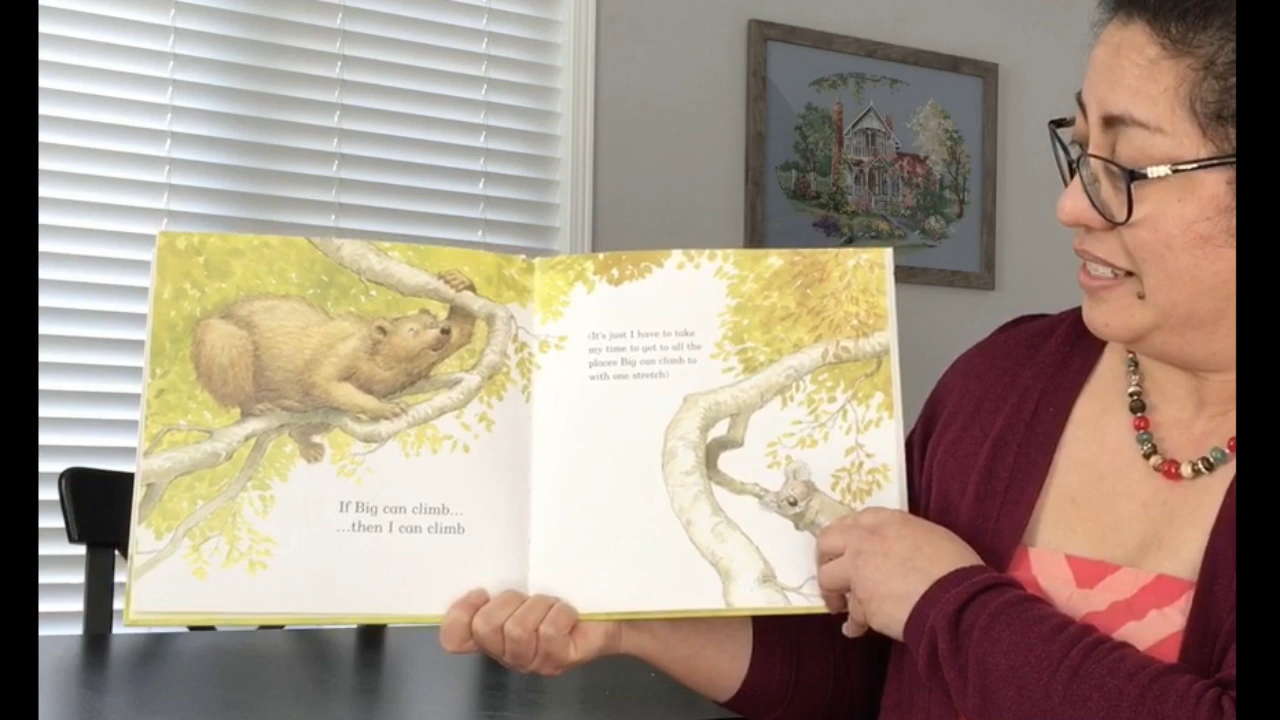 If Big can climb...
...then I can climb
(It's just I have to take
my time to get to all the
places Big can climb to
with one stretch)